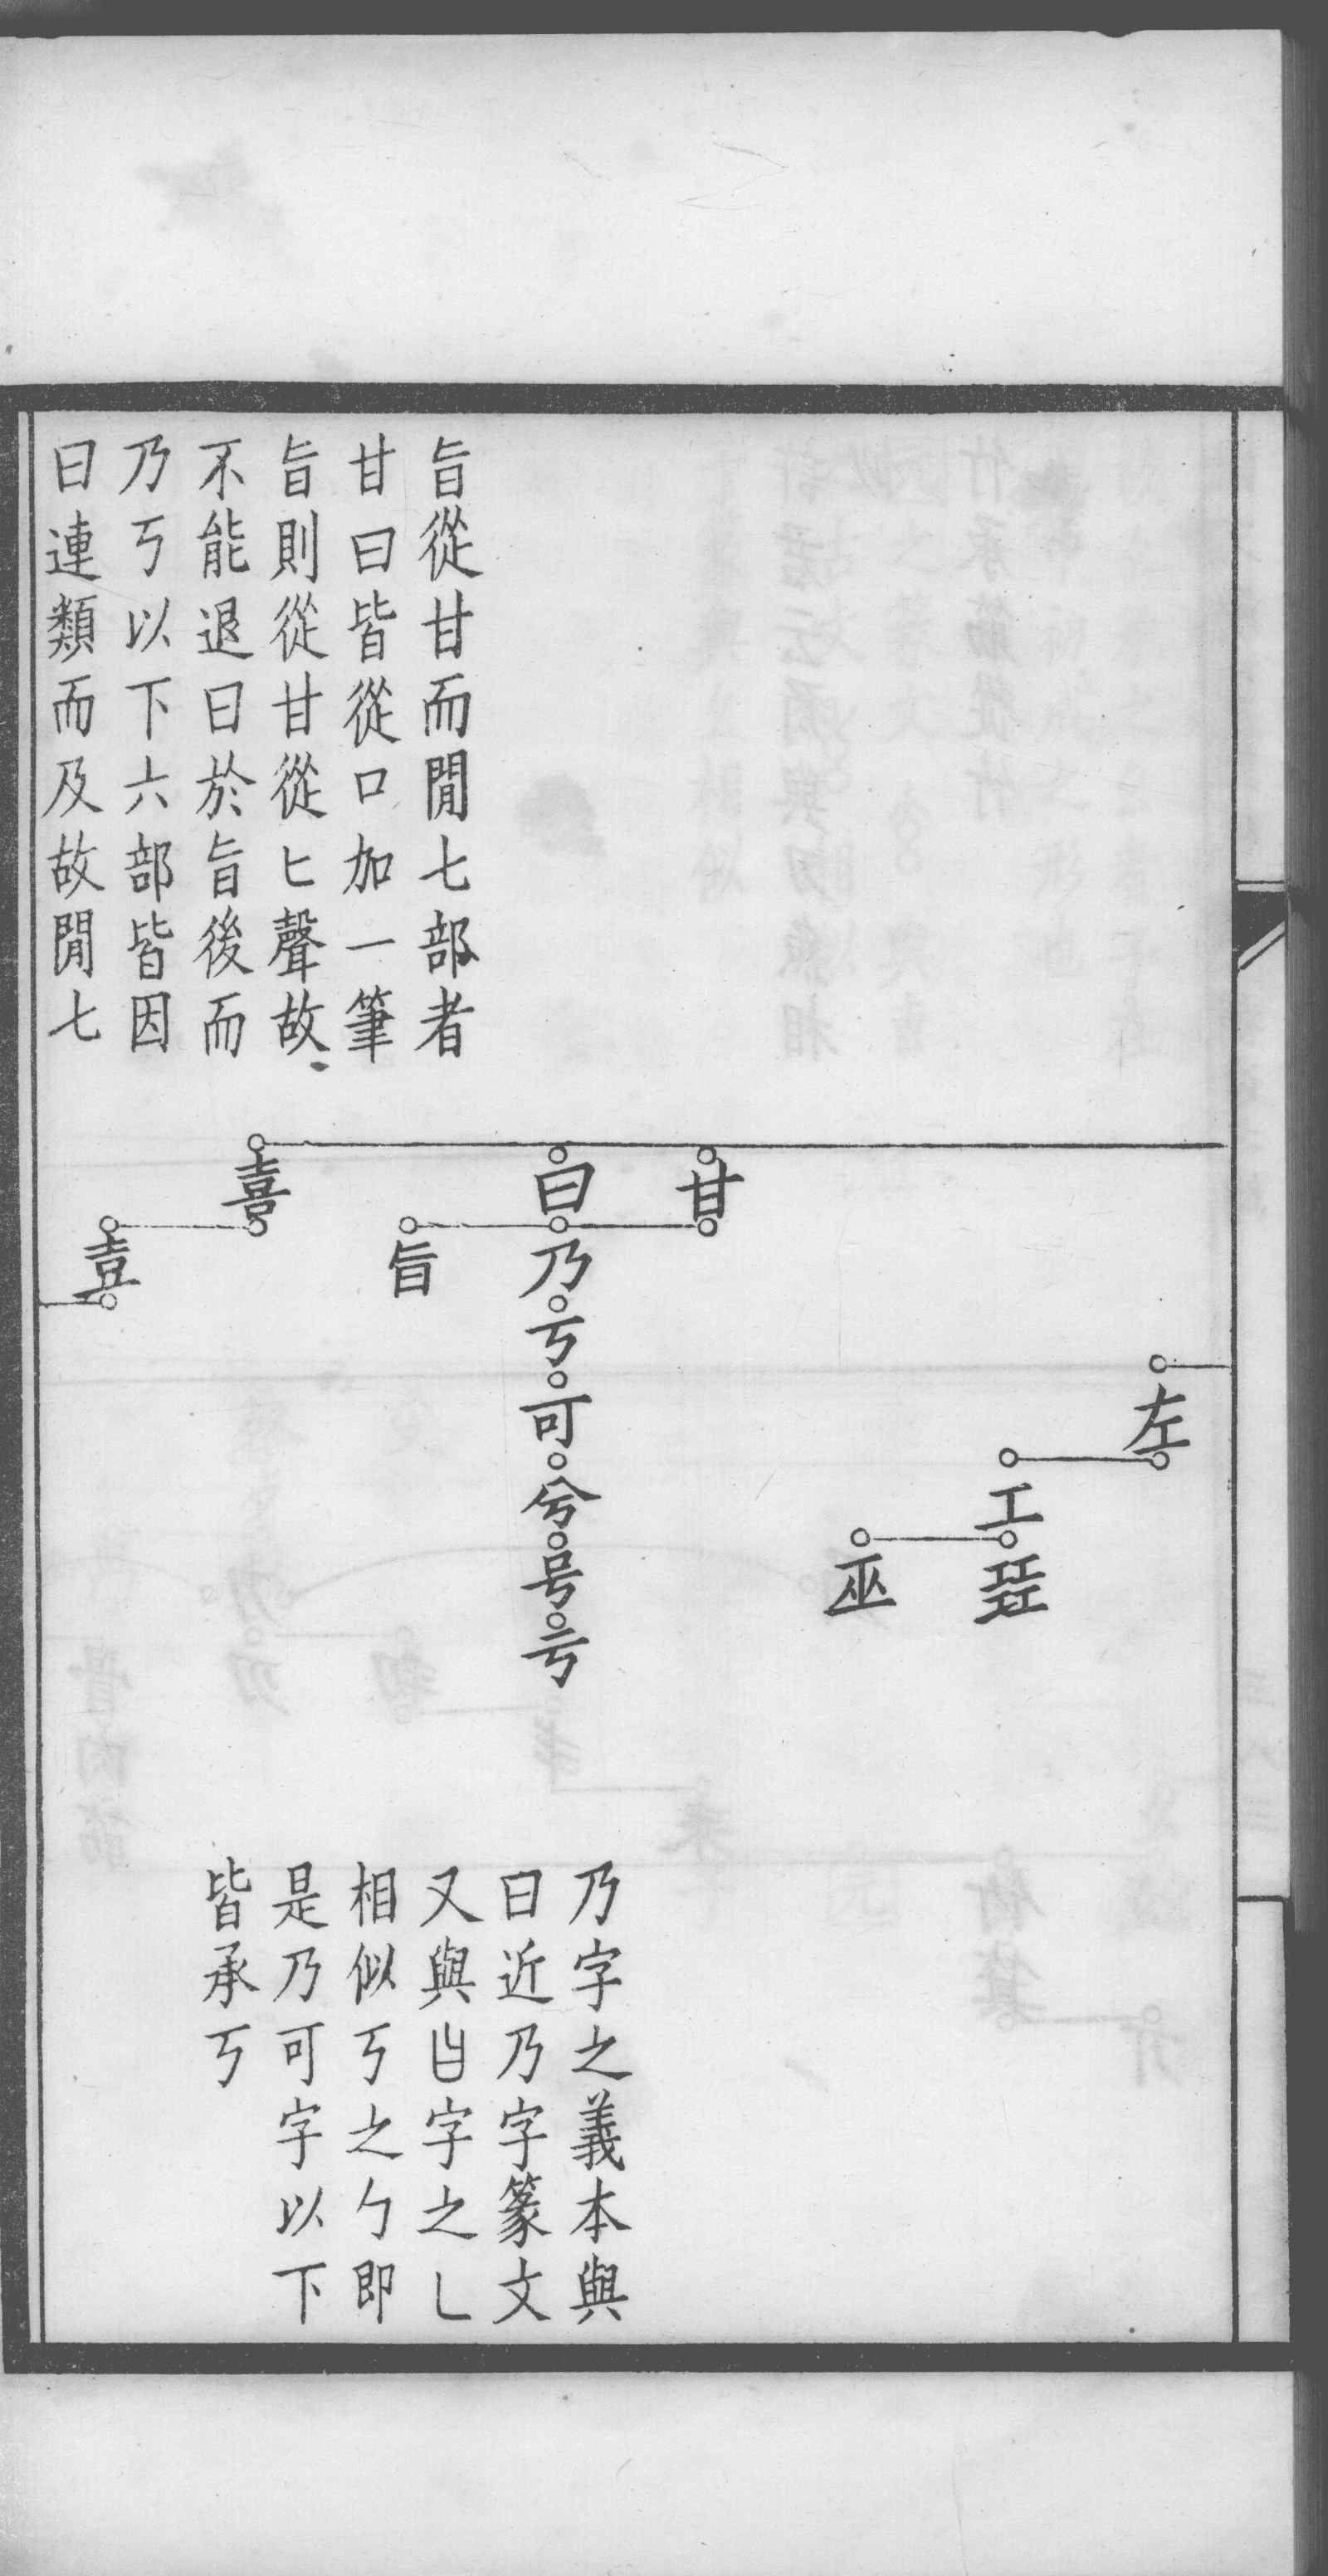 旨從甘而閒七部者
甘曰皆從口加一筆
旨則從甘從匕聲故
不能退曰於旨後而
乃丂以下六部皆因
曰連類而及故閒七
左
工
㠭
巫
甘
曰
乃
丂
可
兮
号
亏
旨
喜
壴
乃字之義本與
曰近乃字篆文
又與𠙴字之乚
相似丂之勹即
是乃可字以下
皆承丂